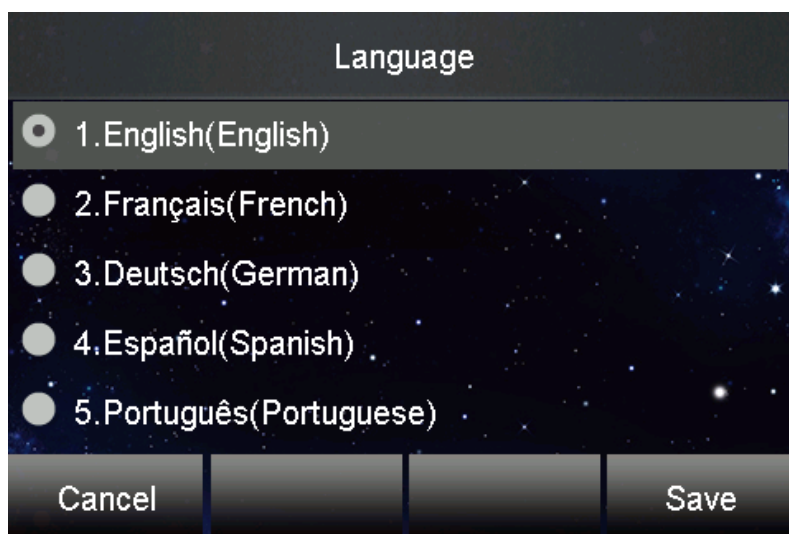 Language
1.English(English)
2.Français(French)
3.Deutsch(German)
4.Español(Spanish)
5.Português(Portuguese)
Cancel Save